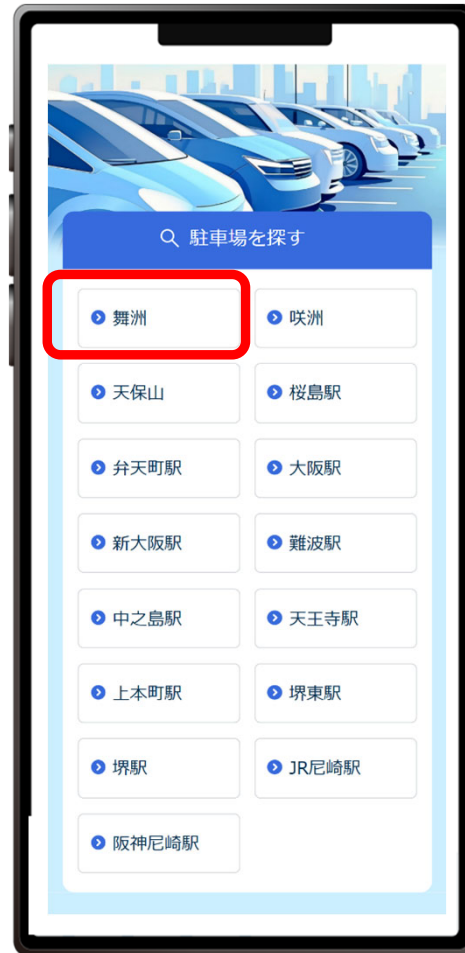 駐車場を探す
舞洲
咲洲
天保山
桜島駅
弁天町駅
大阪駅
新大阪駅
難波駅
中之島駅
天王寺駅
上本町駅
堺東駅
堺駅
JR尼崎駅
阪神尼崎駅